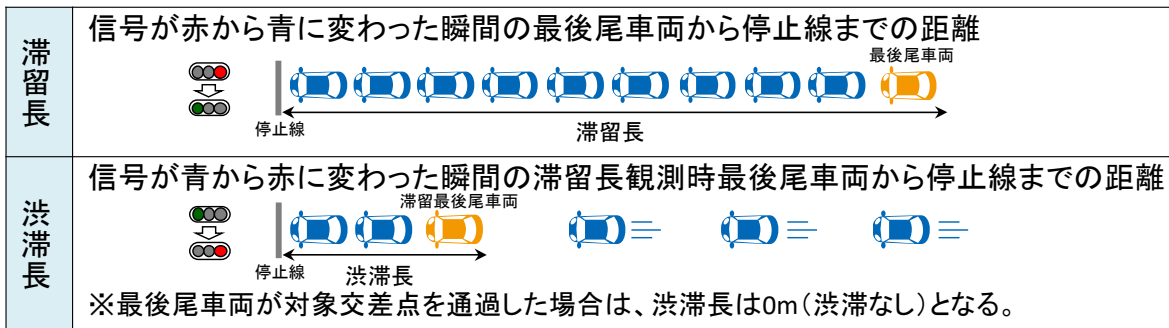 滞留長
信号が赤から青に変わった瞬間の最後尾車両から停止線までの距離
最後尾車両
停止線
滞留長
渋滞長
信号が青から赤に変わった瞬間の滞留長観測時最後尾車両から停止線までの距離
滞留最後尾車両
停止線
渋滞長
※最後尾車両が対象交差点を通過した場合は、渋滞長は0m(渋滞なし)となる。